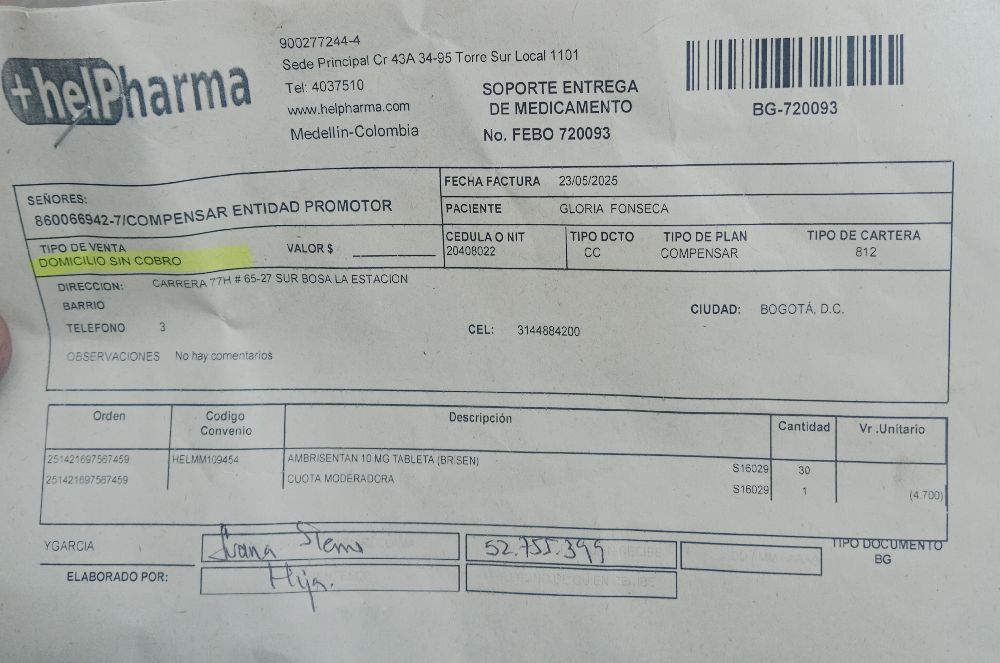 +helPharma
900277244-4
Sede Principal Cr 43A 34-95 Torre Sur Local 1101
Tel: 4037510
www.helpharma.com
Medellin-Colombia
SOPORTE ENTREGA
DE MEDICAMENTO
No. FEBO 720093
BG-720093
SEÑORES:
860066942-7/COMPENSAR ENTIDAD PROMOTOR
FECHA FACTURA 23/05/2025
PACIENTE GLORIA FONSECA
TIPO DE VENTA VALOR $
DOMICILIO SIN COBRO
CEDULA O NIT TIPO DCTO TIPO DE PLAN TIPO DE CARTERA
20408022 CC COMPENSAR 812
DIRECCION: CARRERA 77H # 65-27 SUR BOSA LA ESTACION
BARRIO
CIUDAD: BOGOTÁ, D.C.
TELEFONO 3 CEL: 3144884200
OBSERVACIONES No hay comentarios
Orden Codigo Convenio Descripción Cantidad Vr .Unitario
251421697567459 HELMM109454 AMBRISENTAN 10 MG TABLETA (BRISEN) S16029 30
251421697567459 CUOTA MODERADORA S16029 1 (4.700)
YGARCIA
52.755.399
TIPO DOCUMENTO
BG
ELABORADO POR: Hija.